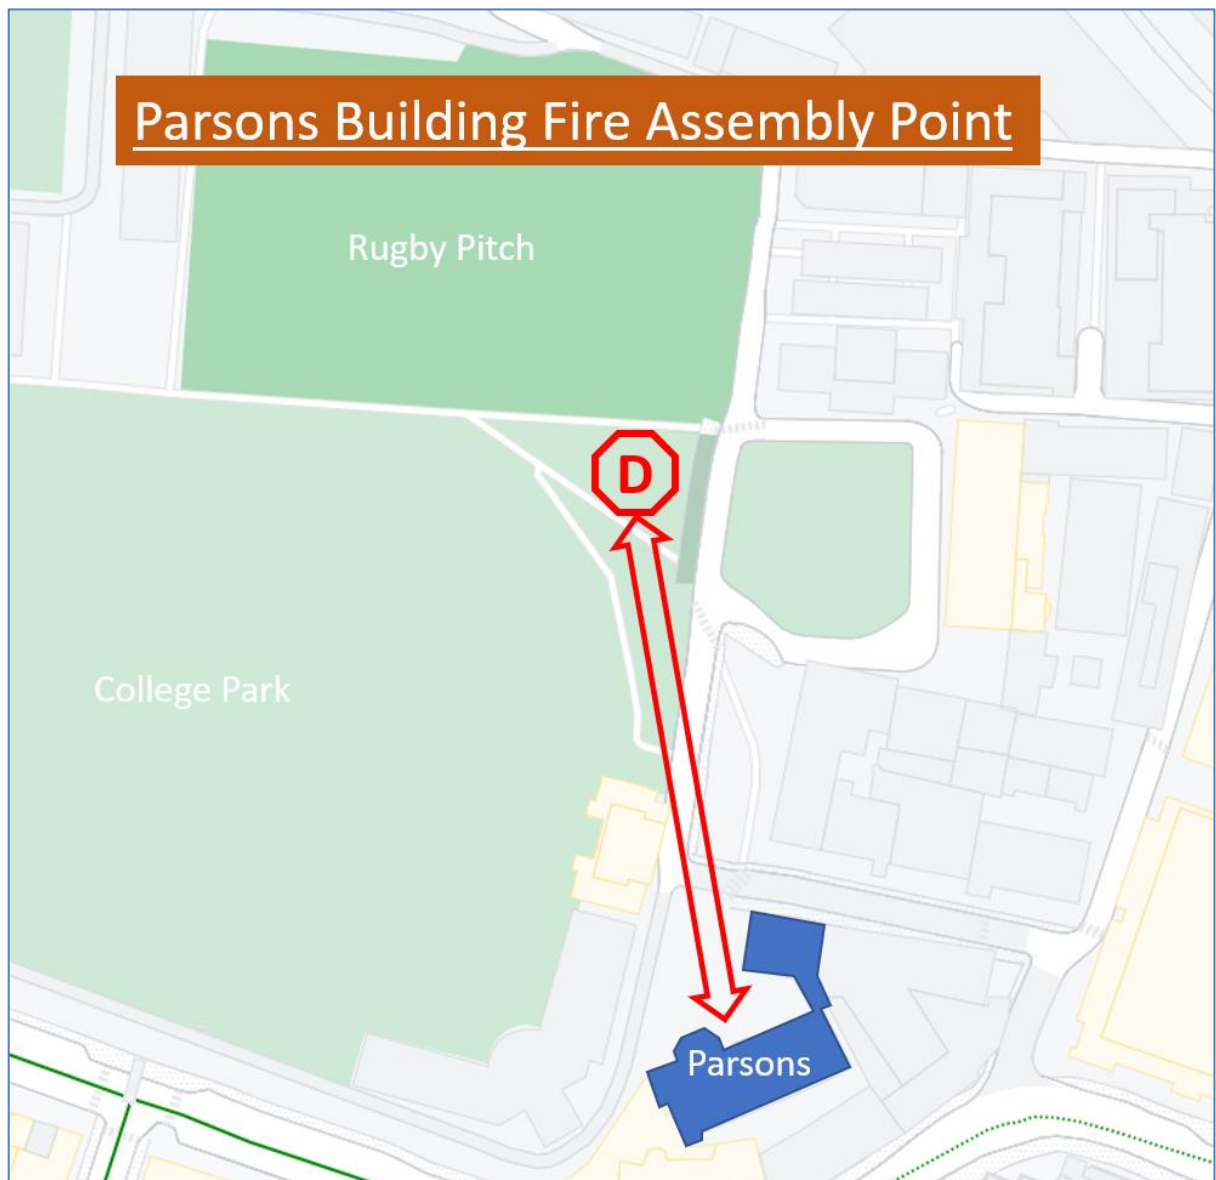 Parsons Building Fire Assembly Point
Rugby Pitch
D
College Park
Parsons